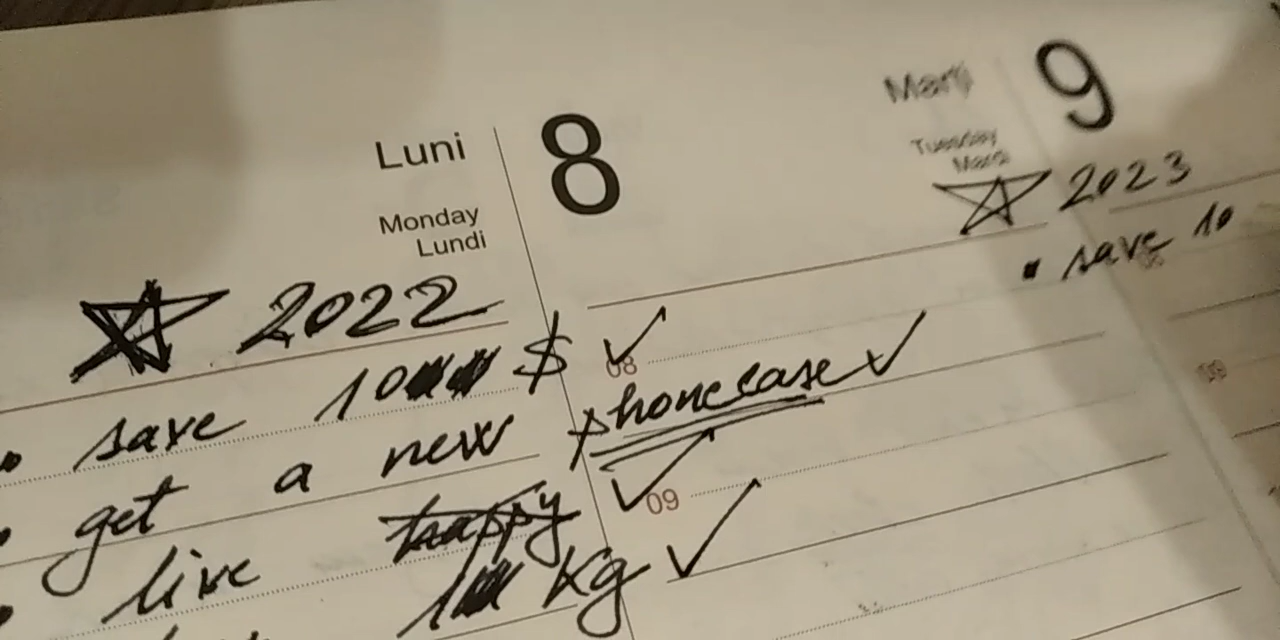 Luni 8
Monday
Lundi
2022
• save 10 $
08
• get a new phonecase
09
• live happy
1 Kg
Marți 9
Tuesday
Mardi
2023
• save 10